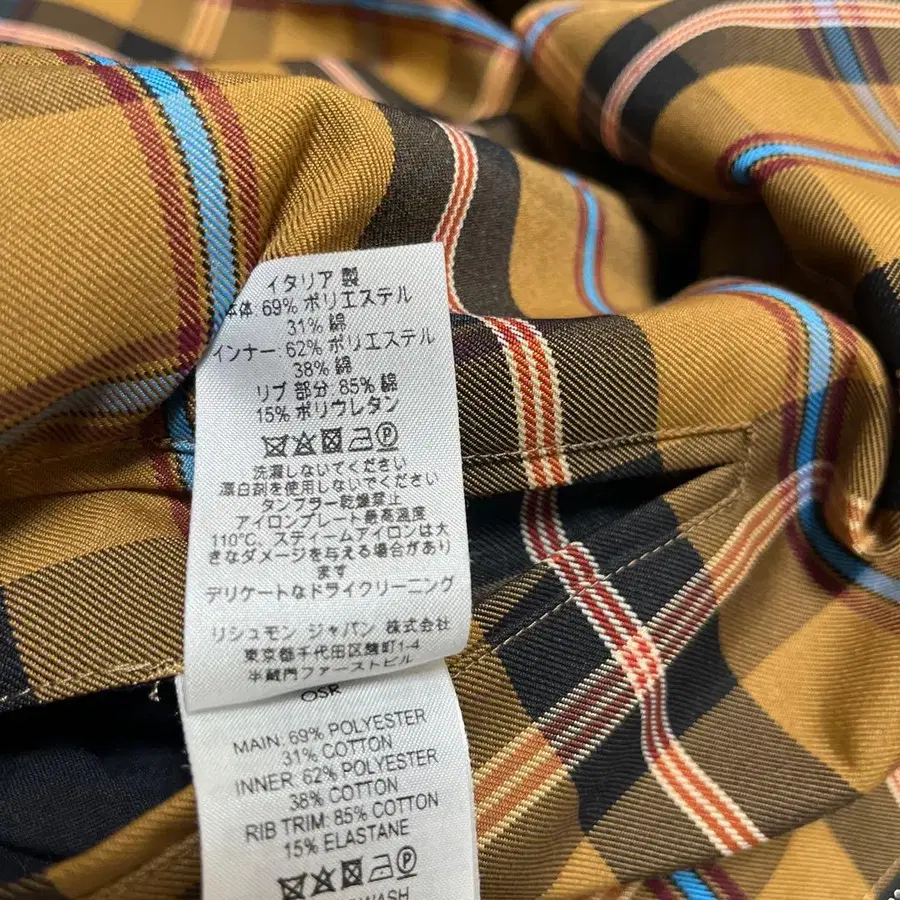 イタリア 製
本体: 69% ポリエステル
31% 綿
インナー: 62% ポリエステル
38% 綿
リブ 部分 85% 綿
15% ポリウレタン
洗濯しないでください
漂白剤を使用しないでください
タンブラー乾燥禁止
アイロンプレート最高温度
110℃、スティームアイロンは大
きなダメージを与える場合があり
ます
デリケートなドライクリーニング
リシュモン ジャパン 株式会社
東京都千代田区麹町1-4
半蔵門ファーストビル
OSR
MAIN: 69% POLYESTER
31% COTTON
INNER: 62% POLYESTER
38% COTTON
RIB TRIM: 85% COTTON
15% ELASTANE
WASH